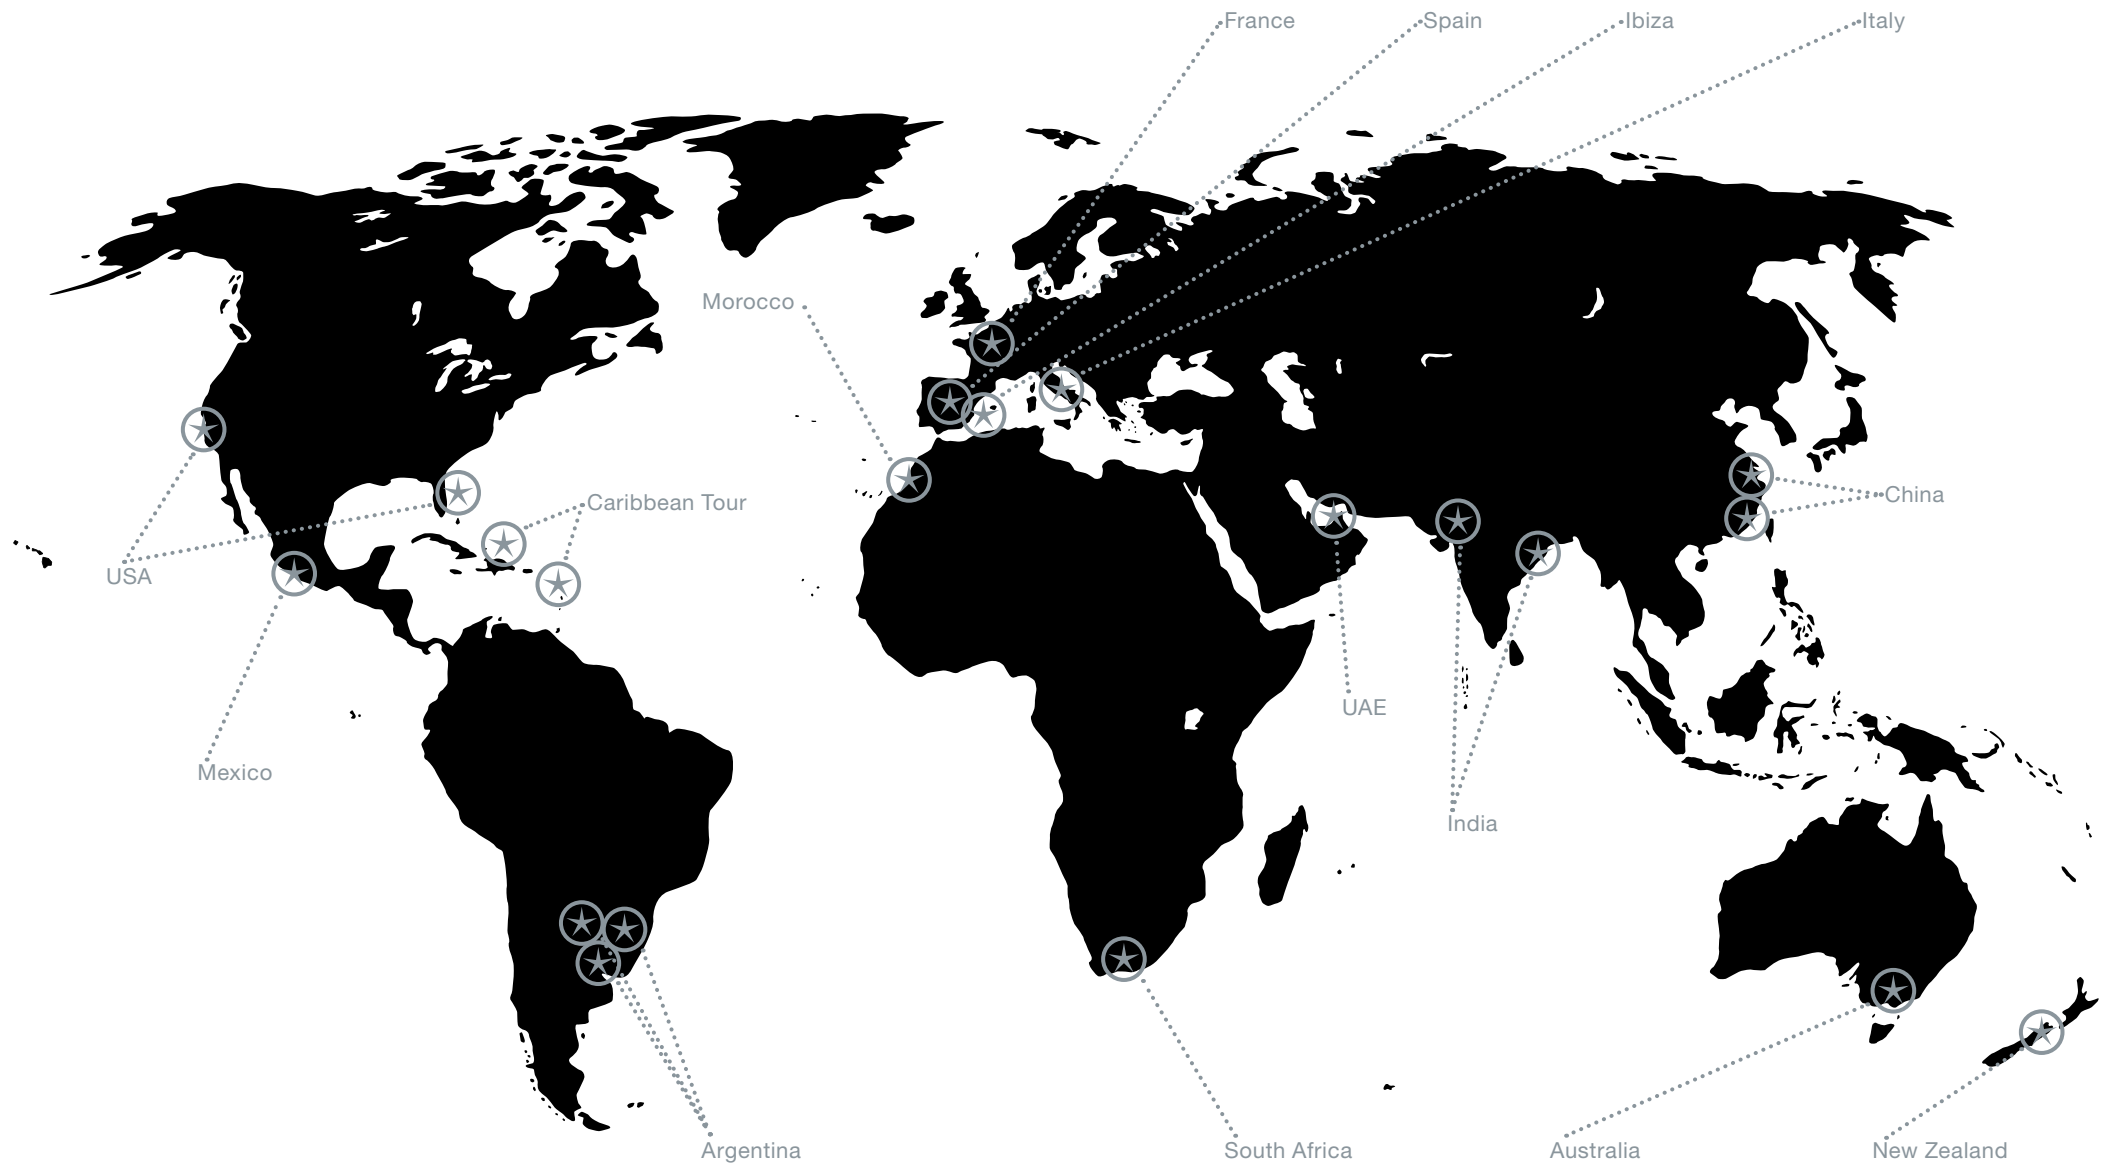 France
Spain
Ibiza
Italy
Morocco
Caribbean Tour
China
USA
UAE
Mexico
India
Argentina
South Africa
Australia
New Zealand